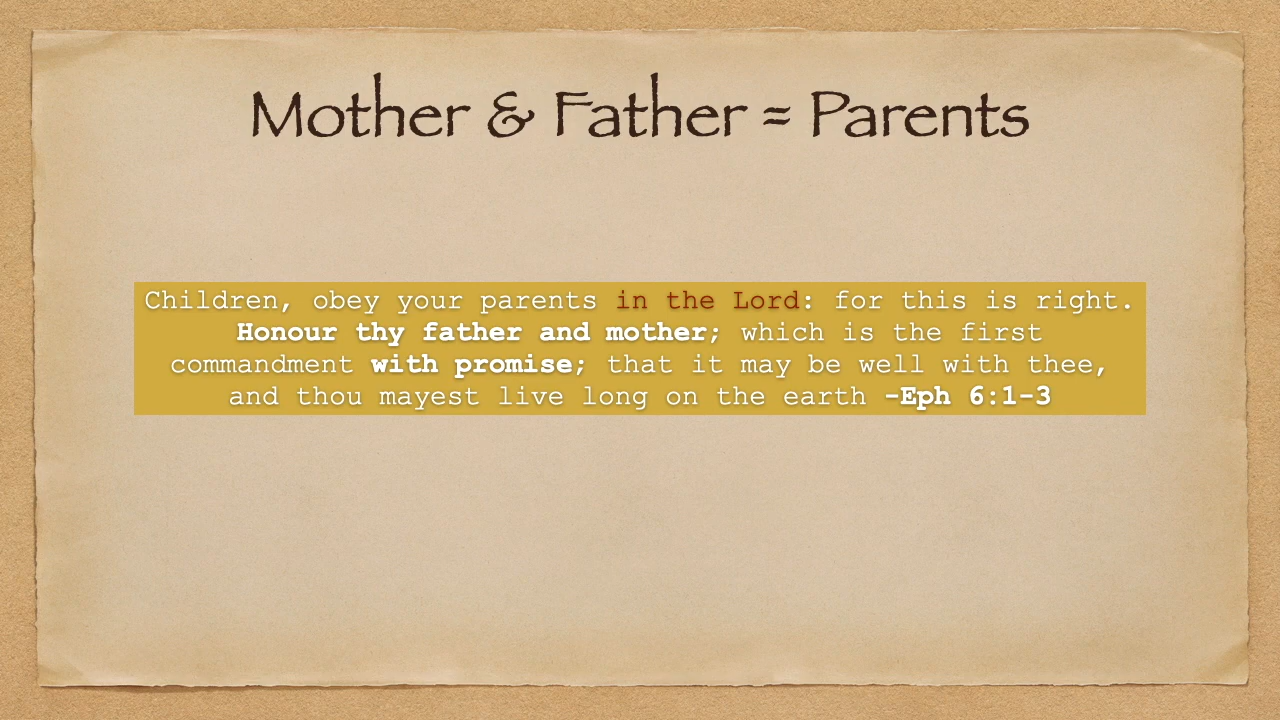 Mother & Father = Parents
Children, obey your parents in the Lord: for this is right.
Honour thy father and mother; which is the first
commandment with promise; that it may be well with thee,
and thou mayest live long on the earth -Eph 6:1-3